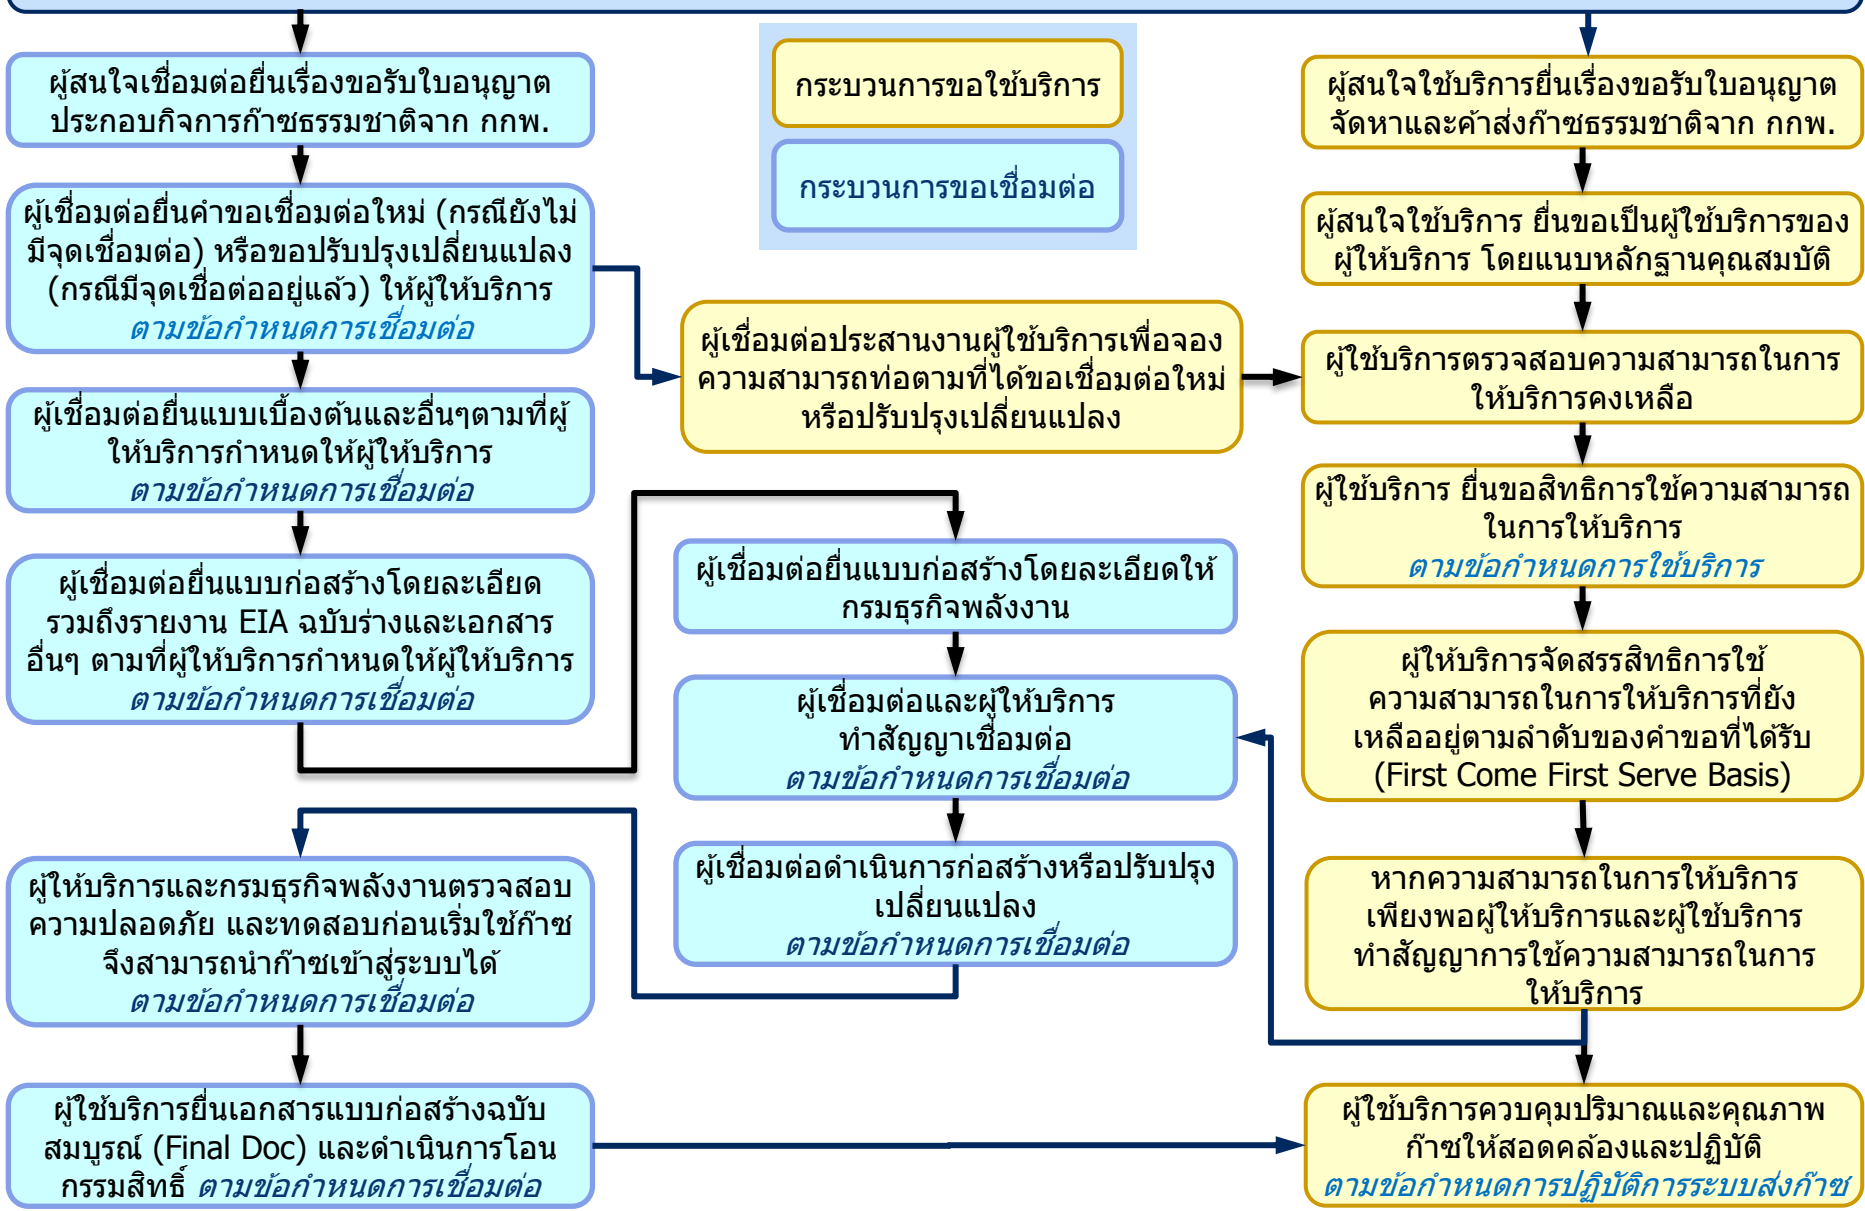 ผู้สนใจเชื่อมต่อยื่นเรื่องขอรับใบอนุญาต
ประกอบกิจการก๊าซธรรมชาติจาก กกพ.
ผู้เชื่อมต่อยื่นคำขอเชื่อมต่อใหม่ (กรณียังไม่
มีจุดเชื่อมต่อ) หรือขอปรับปรุงเปลี่ยนแปลง
(กรณีมีจุดเชื่อต่ออยู่แล้ว) ให้ผู้ให้บริการ
ตามข้อกำหนดการเชื่อมต่อ
ผู้เชื่อมต่อยื่นแบบเบื้องต้นและอื่นๆตามที่ผู้
ให้บริการกำหนดให้ผู้ให้บริการ
ตามข้อกำหนดการเชื่อมต่อ
ผู้เชื่อมต่อยื่นแบบก่อสร้างโดยละเอียด
รวมถึงรายงาน EIA ฉบับร่างและเอกสาร
อื่นๆ ตามที่ผู้ให้บริการกำหนดให้ผู้ให้บริการ
ตามข้อกำหนดการเชื่อมต่อ
ผู้ให้บริการและกรมธุรกิจพลังงานตรวจสอบ
ความปลอดภัย และทดสอบก่อนเริ่มใช้ก๊าซ
จึงสามารถนำก๊าซเข้าสู่ระบบได้
ตามข้อกำหนดการเชื่อมต่อ
ผู้ใช้บริการยื่นเอกสารแบบก่อสร้างฉบับ
สมบูรณ์ (Final Doc) และดำเนินการโอน
กรรมสิทธิ์ ตามข้อกำหนดการเชื่อมต่อ
กระบวนการขอใช้บริการ
กระบวนการขอเชื่อมต่อ
ผู้เชื่อมต่อประสานงานผู้ใช้บริการเพื่อจอง
ความสามารถท่อตามที่ได้ขอเชื่อมต่อใหม่
หรือปรับปรุงเปลี่ยนแปลง
ผู้เชื่อมต่อยื่นแบบก่อสร้างโดยละเอียดให้
กรมธุรกิจพลังงาน
ผู้เชื่อมต่อและผู้ให้บริการ
ทำสัญญาเชื่อมต่อ
ตามข้อกำหนดการเชื่อมต่อ
ผู้เชื่อมต่อดำเนินการก่อสร้างหรือปรับปรุง
เปลี่ยนแปลง
ตามข้อกำหนดการเชื่อมต่อ
ผู้สนใจใช้บริการยื่นเรื่องขอรับใบอนุญาต
จัดหาและค้าส่งก๊าซธรรมชาติจาก กกพ.
ผู้สนใจใช้บริการ ยื่นขอเป็นผู้ใช้บริการของ
ผู้ให้บริการ โดยแนบหลักฐานคุณสมบัติ
ผู้ใช้บริการตรวจสอบความสามารถในการ
ให้บริการคงเหลือ
ผู้ใช้บริการ ยื่นขอสิทธิการใช้ความสามารถ
ในการให้บริการ
ตามข้อกำหนดการใช้บริการ
ผู้ให้บริการจัดสรรสิทธิการใช้
ความสามารถในการให้บริการที่ยัง
เหลืออยู่ตามลำดับของคำขอที่ได้รับ
(First Come First Serve Basis)
หากความสามารถในการให้บริการ
เพียงพอผู้ให้บริการและผู้ใช้บริการ
ทำสัญญาการใช้ความสามารถในการ
ให้บริการ
ผู้ใช้บริการควบคุมปริมาณและคุณภาพ
ก๊าซให้สอดคล้องและปฏิบัติ
ตามข้อกำหนดการปฏิบัติการระบบส่งก๊าซ